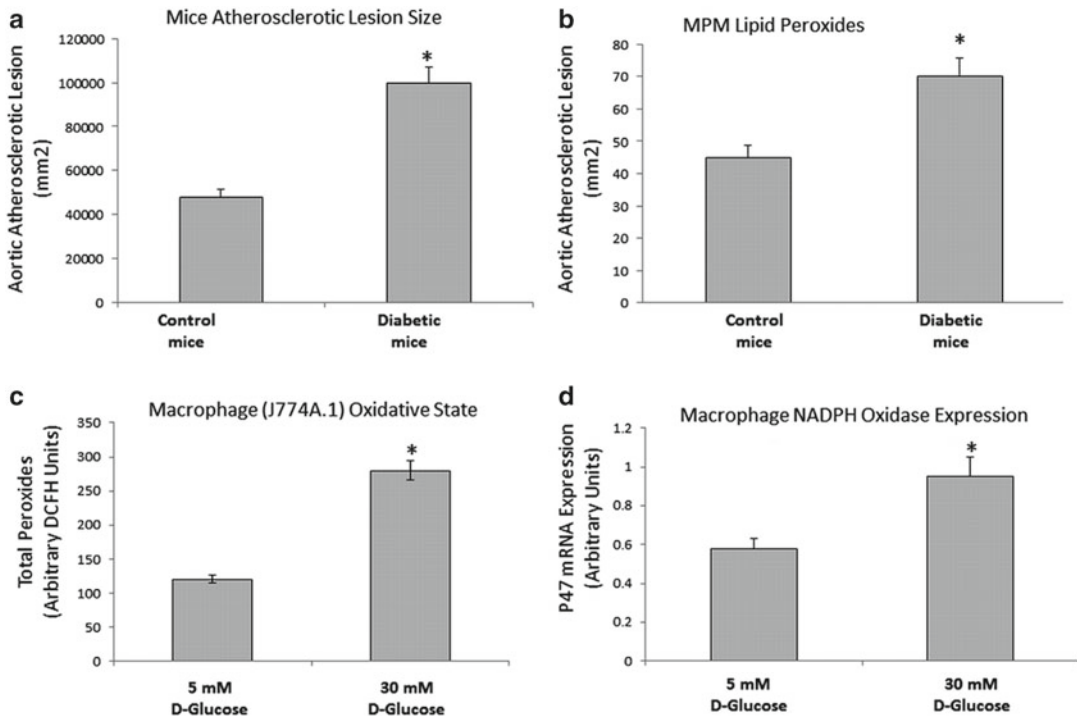 a
Mice Atherosclerotic Lesion Size
Aortic Atherosclerotic Lesion
(mm2)
120000
100000
80000
60000
40000
20000
0
Control
mice
Diabetic
mice
*
b
MPM Lipid Peroxides
Aortic Atherosclerotic Lesion
(mm2)
80
70
60
50
40
30
20
10
0
Control
mice
Diabetic
mice
*
c
Macrophage (J774A.1) Oxidative State
Total Peroxides
(Arbitrary DCFH Units)
350
300
250
200
150
100
50
0
5 mM
D-Glucose
30 mM
D-Glucose
*
d
Macrophage NADPH Oxidase Expression
P47 mRNA Expression
(Arbitrary Units)
1.2
1
0.8
0.6
0.4
0.2
0
5 mM
D-Glucose
30 mM
D-Glucose
*